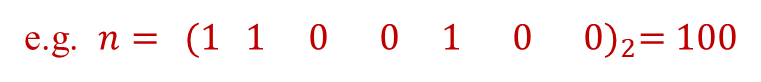 e.g. n = (1 1 0 0 1 0 0)₂= 100